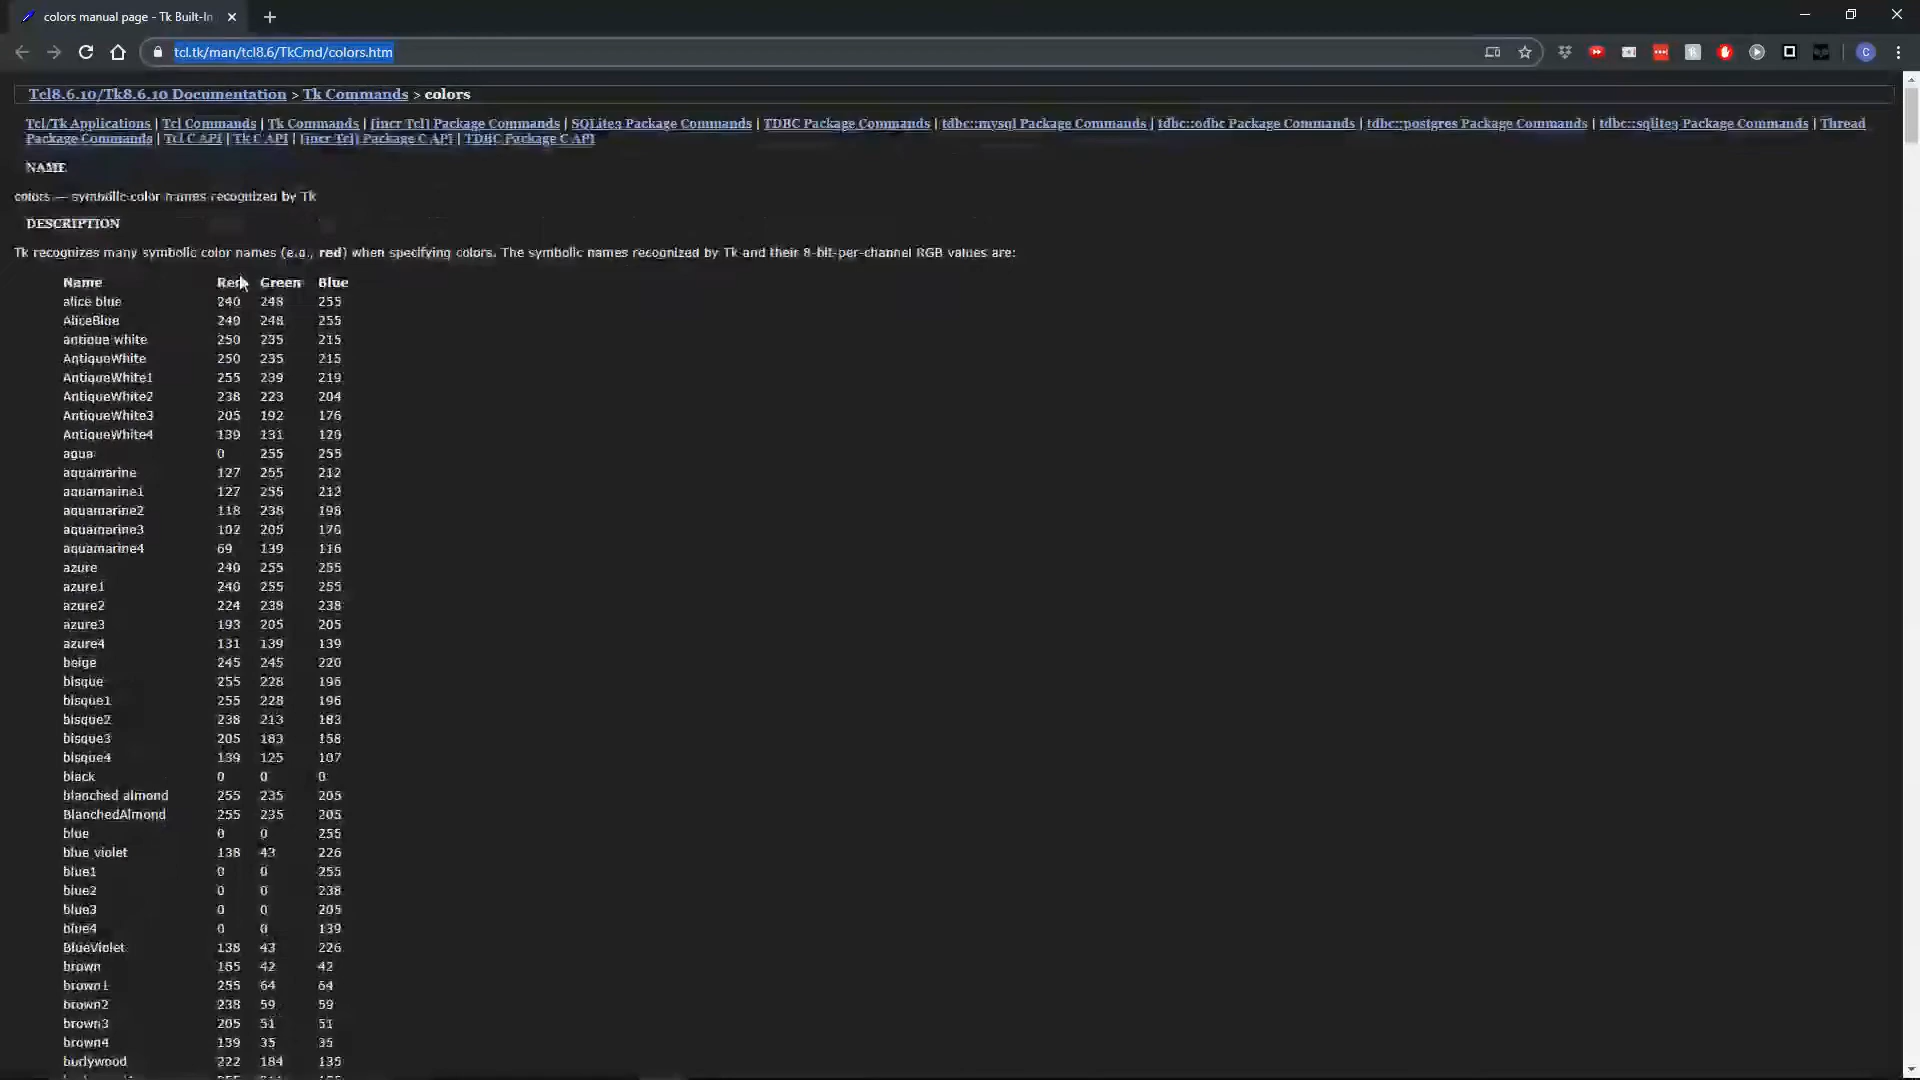 colors manual page - Tk Built-In
tcl.tk/man/tcl8.6/TkCmd/colors.htm
Tcl8.6.10/Tk8.6.10 Documentation > Tk Commands > colors
Tcl/Tk Applications | Tcl Commands | Tk Commands | [incr Tcl] Package Commands | SQLite3 Package Commands | TDBC Package Commands | tdbc::mysql Package Commands | tdbc::odbc Package Commands | tdbc::postgres Package Commands | tdbc::sqlite3 Package Commands | Thread
Package Commands | Tcl C API | Tk C API | [incr Tcl] Package C API | TDBC Package C API
NAME
colors — symbolic color names recognized by Tk
DESCRIPTION
Tk recognizes many symbolic color names (e.g., red) when specifying colors. The symbolic names recognized by Tk and their 8-bit-per-channel RGB values are:
Name Red Green Blue
alice blue 240 248 255
AliceBlue 240 248 255
antique white 250 235 215
AntiqueWhite 250 235 215
AntiqueWhite1 255 239 219
AntiqueWhite2 238 223 204
AntiqueWhite3 205 192 176
AntiqueWhite4 139 131 120
aqua 0 255 255
aquamarine 127 255 212
aquamarine1 127 255 212
aquamarine2 118 238 198
aquamarine3 102 205 170
aquamarine4 69 139 116
azure 240 255 255
azure1 240 255 255
azure2 224 238 238
azure3 193 205 205
azure4 131 139 139
beige 245 245 220
bisque 255 228 196
bisque1 255 228 196
bisque2 238 213 183
bisque3 205 183 158
bisque4 139 125 107
black 0 0 0
blanched almond 255 235 205
BlanchedAlmond 255 235 205
blue 0 0 255
blue violet 138 43 226
blue1 0 0 255
blue2 0 0 238
blue3 0 0 205
blue4 0 0 139
BlueViolet 138 43 226
brown 165 42 42
brown1 255 64 64
brown2 238 59 59
brown3 205 51 51
brown4 139 35 35
burlywood 222 184 135